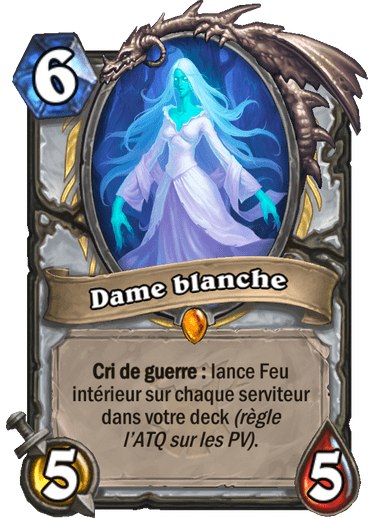 6
Dame blanche
Cri de guerre : lance Feu
intérieur sur chaque serviteur
dans votre deck (règle
l'ATQ sur les PV).
5
5